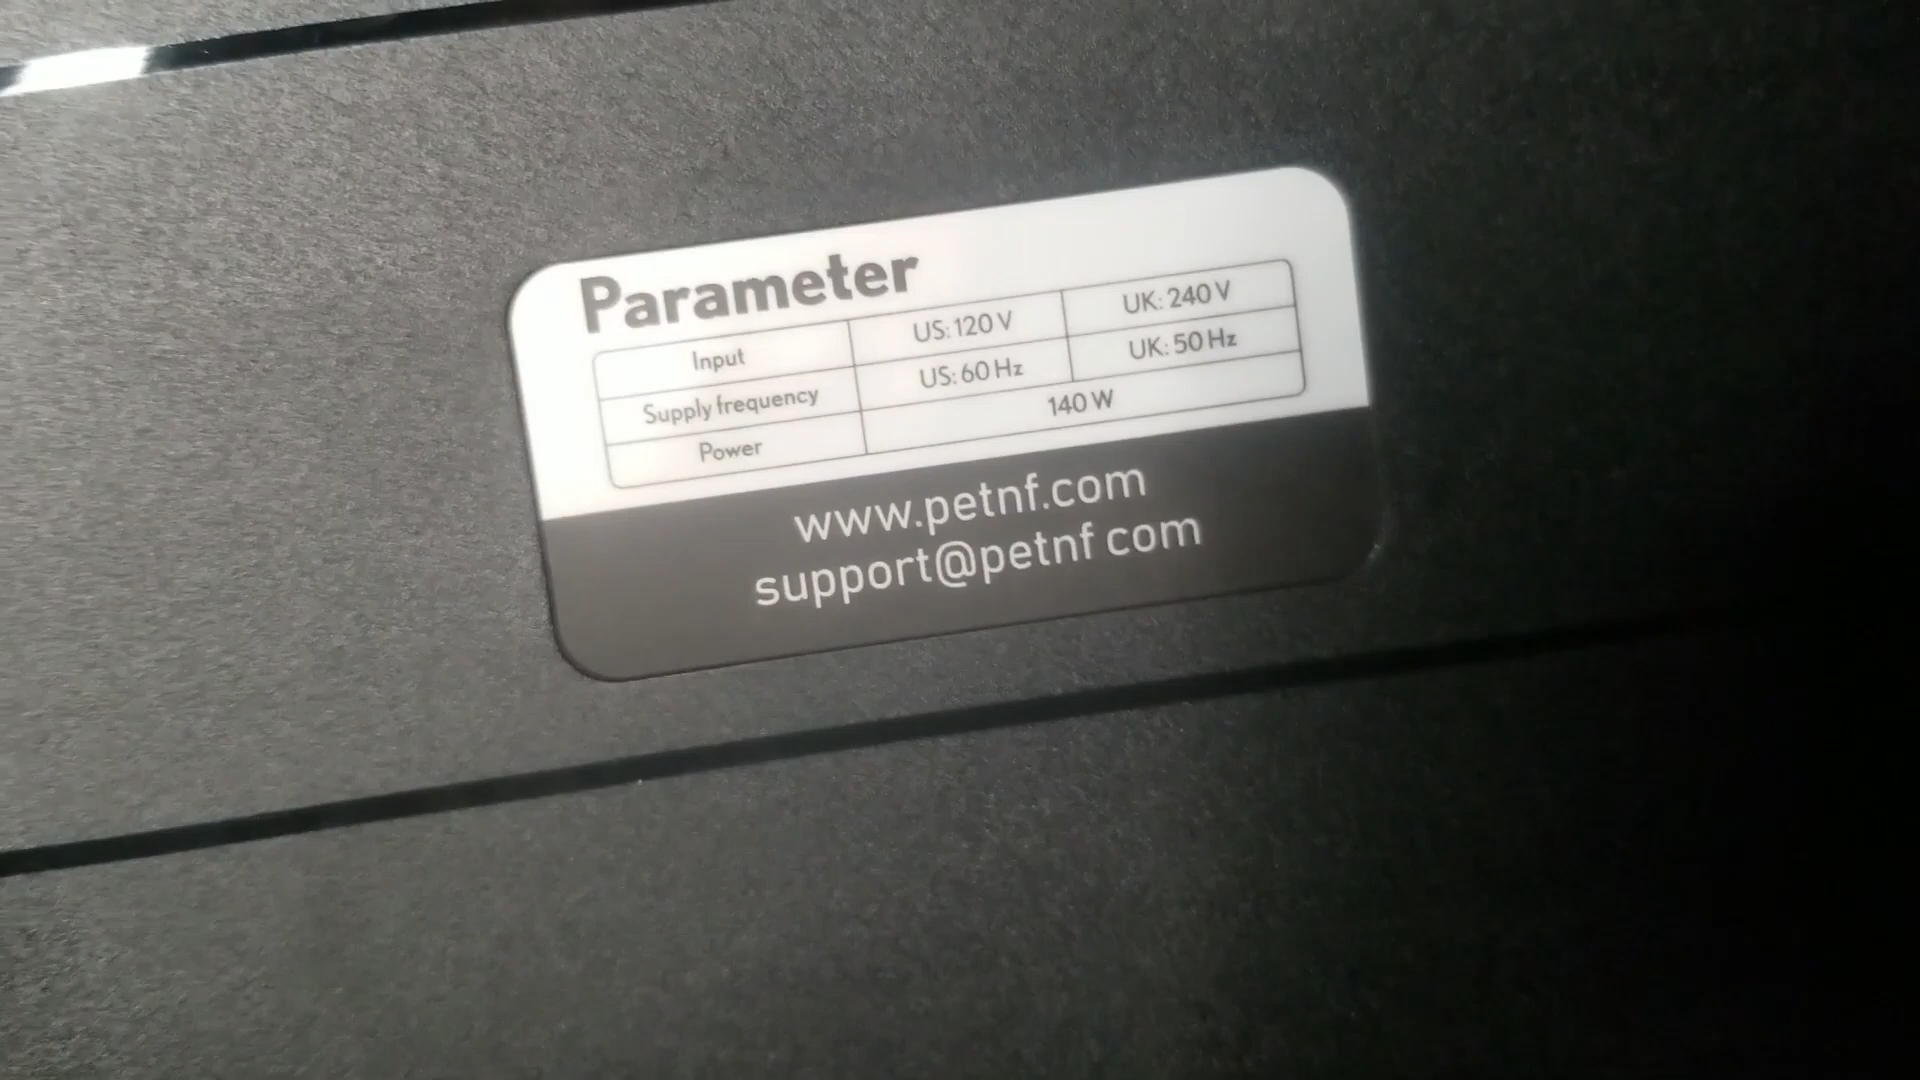 Parameter
Input US: 120 V UK: 240 V
Supply frequency US: 60 Hz UK: 50 Hz
Power 140 W
www.petnf.com
support@petnf com